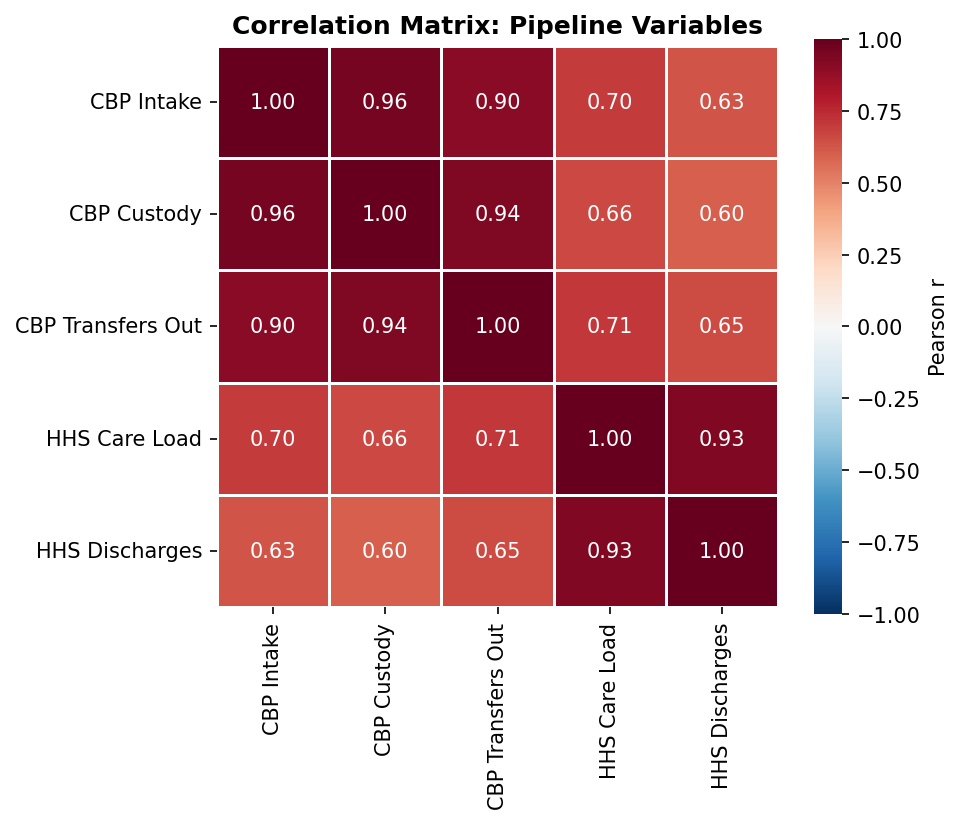 Correlation Matrix: Pipeline Variables
CBP Intake 1.00 0.96 0.90 0.70 0.63
CBP Custody 0.96 1.00 0.94 0.66 0.60
CBP Transfers Out 0.90 0.94 1.00 0.71 0.65
HHS Care Load 0.70 0.66 0.71 1.00 0.93
HHS Discharges 0.63 0.60 0.65 0.93 1.00
CBP Intake
CBP Custody
CBP Transfers Out
HHS Care Load
HHS Discharges
1.00
0.75
0.50
0.25
0.00
−0.25
−0.50
−0.75
−1.00
Pearson r